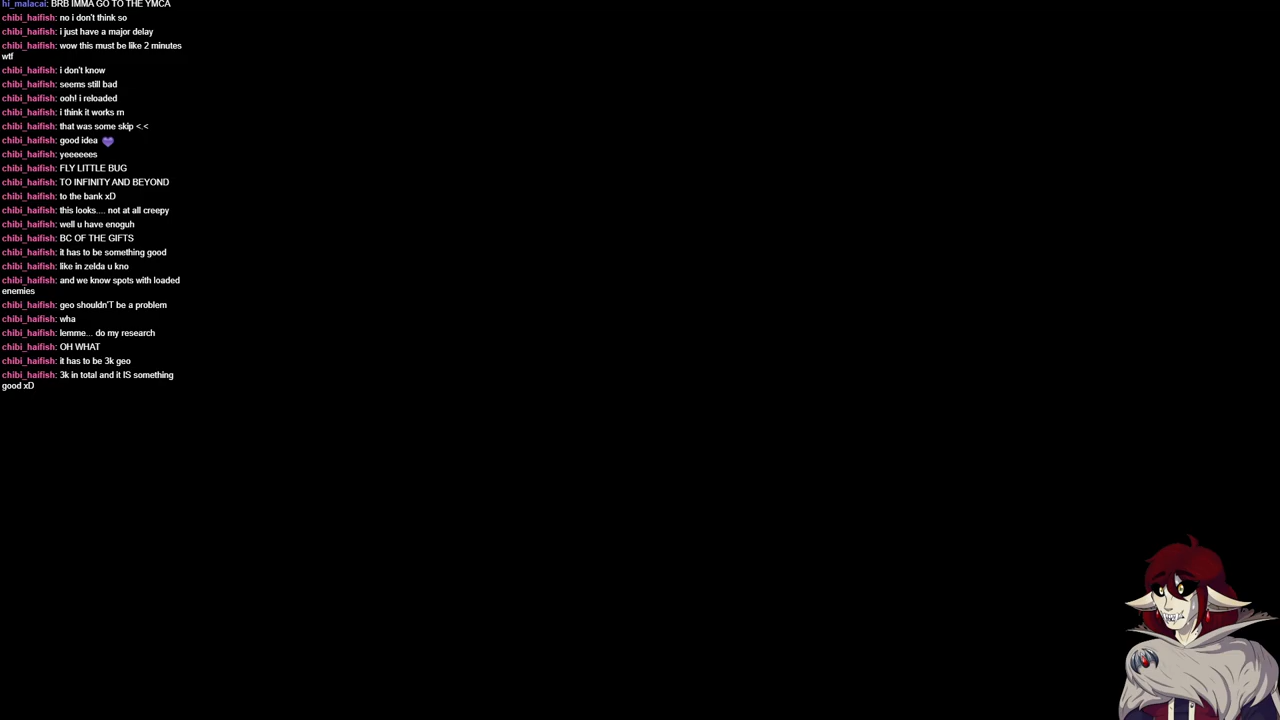 hi_malacai: BRB IMMA GO TO THE YMCA
chibi_haifish: no i don't think so
chibi_haifish: i just have a major delay
chibi_haifish: wow this must be like 2 minutes
wtf
chibi_haifish: i don't know
chibi_haifish: seems still bad
chibi_haifish: ooh! i reloaded
chibi_haifish: i think it works rn
chibi_haifish: that was some skip <.<
chibi_haifish: good idea
chibi_haifish: yeeeeees
chibi_haifish: FLY LITTLE BUG
chibi_haifish: TO INFINITY AND BEYOND
chibi_haifish: to the bank xD
chibi_haifish: this looks.... not at all creepy
chibi_haifish: well u have enoguh
chibi_haifish: BC OF THE GIFTS
chibi_haifish: it has to be something good
chibi_haifish: like in zelda u kno
chibi_haifish: and we know spots with loaded
enemies
chibi_haifish: geo shouldn'T be a problem
chibi_haifish: wha
chibi_haifish: lemme... do my research
chibi_haifish: OH WHAT
chibi_haifish: it has to be 3k geo
chibi_haifish: 3k in total and it IS something
good xD